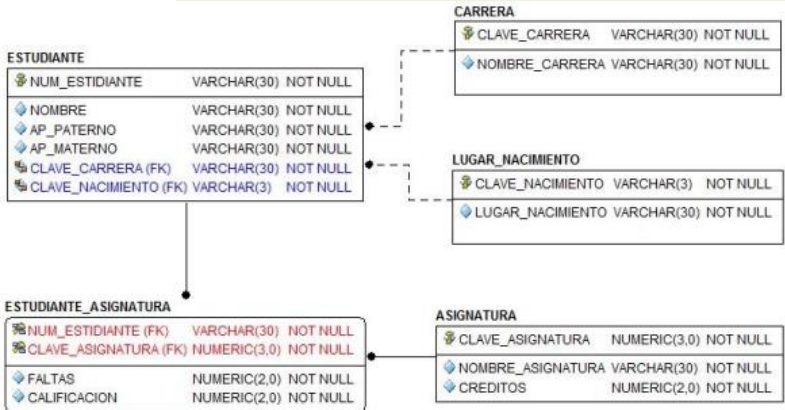 CARRERA
CLAVE_CARRERA VARCHAR(30) NOT NULL
NOMBRE_CARRERA VARCHAR(30) NOT NULL
ESTUDIANTE
NUM_ESTIDIANTE VARCHAR(30) NOT NULL
NOMBRE VARCHAR(30) NOT NULL
AP_PATERNO VARCHAR(30) NOT NULL
AP_MATERNO VARCHAR(30) NOT NULL
CLAVE_CARRERA (FK) VARCHAR(30) NOT NULL
CLAVE_NACIMIENTO (FK) VARCHAR(3) NOT NULL
LUGAR_NACIMIENTO
CLAVE_NACIMIENTO VARCHAR(3) NOT NULL
LUGAR_NACIMIENTO VARCHAR(30) NOT NULL
ESTUDIANTE_ASIGNATURA
NUM_ESTIDIANTE (FK) VARCHAR(30) NOT NULL
CLAVE_ASIGNATURA (FK) NUMERIC(3,0) NOT NULL
FALTAS NUMERIC(2,0) NOT NULL
CALIFICACION NUMERIC(2,0) NOT NULL
ASIGNATURA
CLAVE_ASIGNATURA NUMERIC(3,0) NOT NULL
NOMBRE_ASIGNATURA VARCHAR(30) NOT NULL
CREDITOS NUMERIC(2,0) NOT NULL